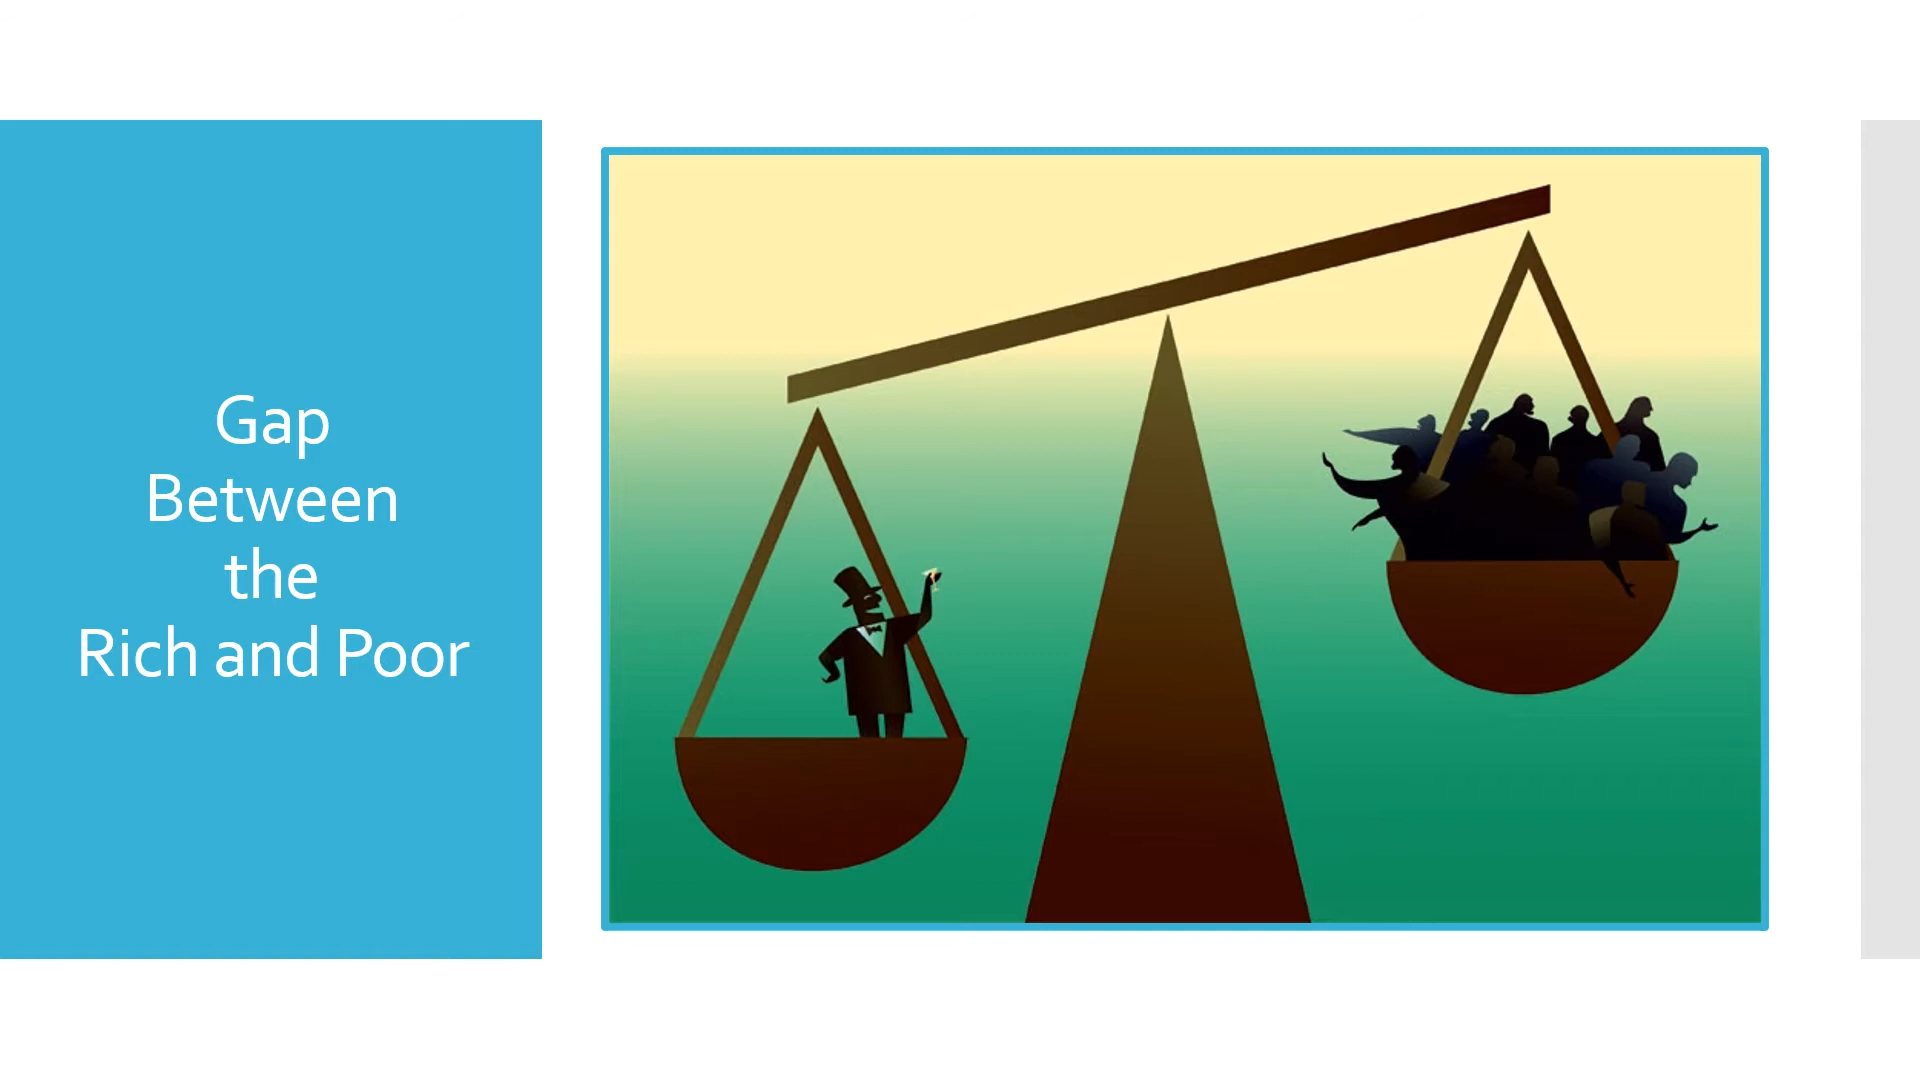 Gap
Between
the
Rich and Poor